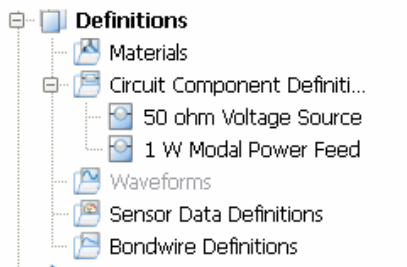 Definitions
Materials
Circuit Component Definiti...
50 ohm Voltage Source
1 W Modal Power Feed
Waveforms
Sensor Data Definitions
Bondwire Definitions